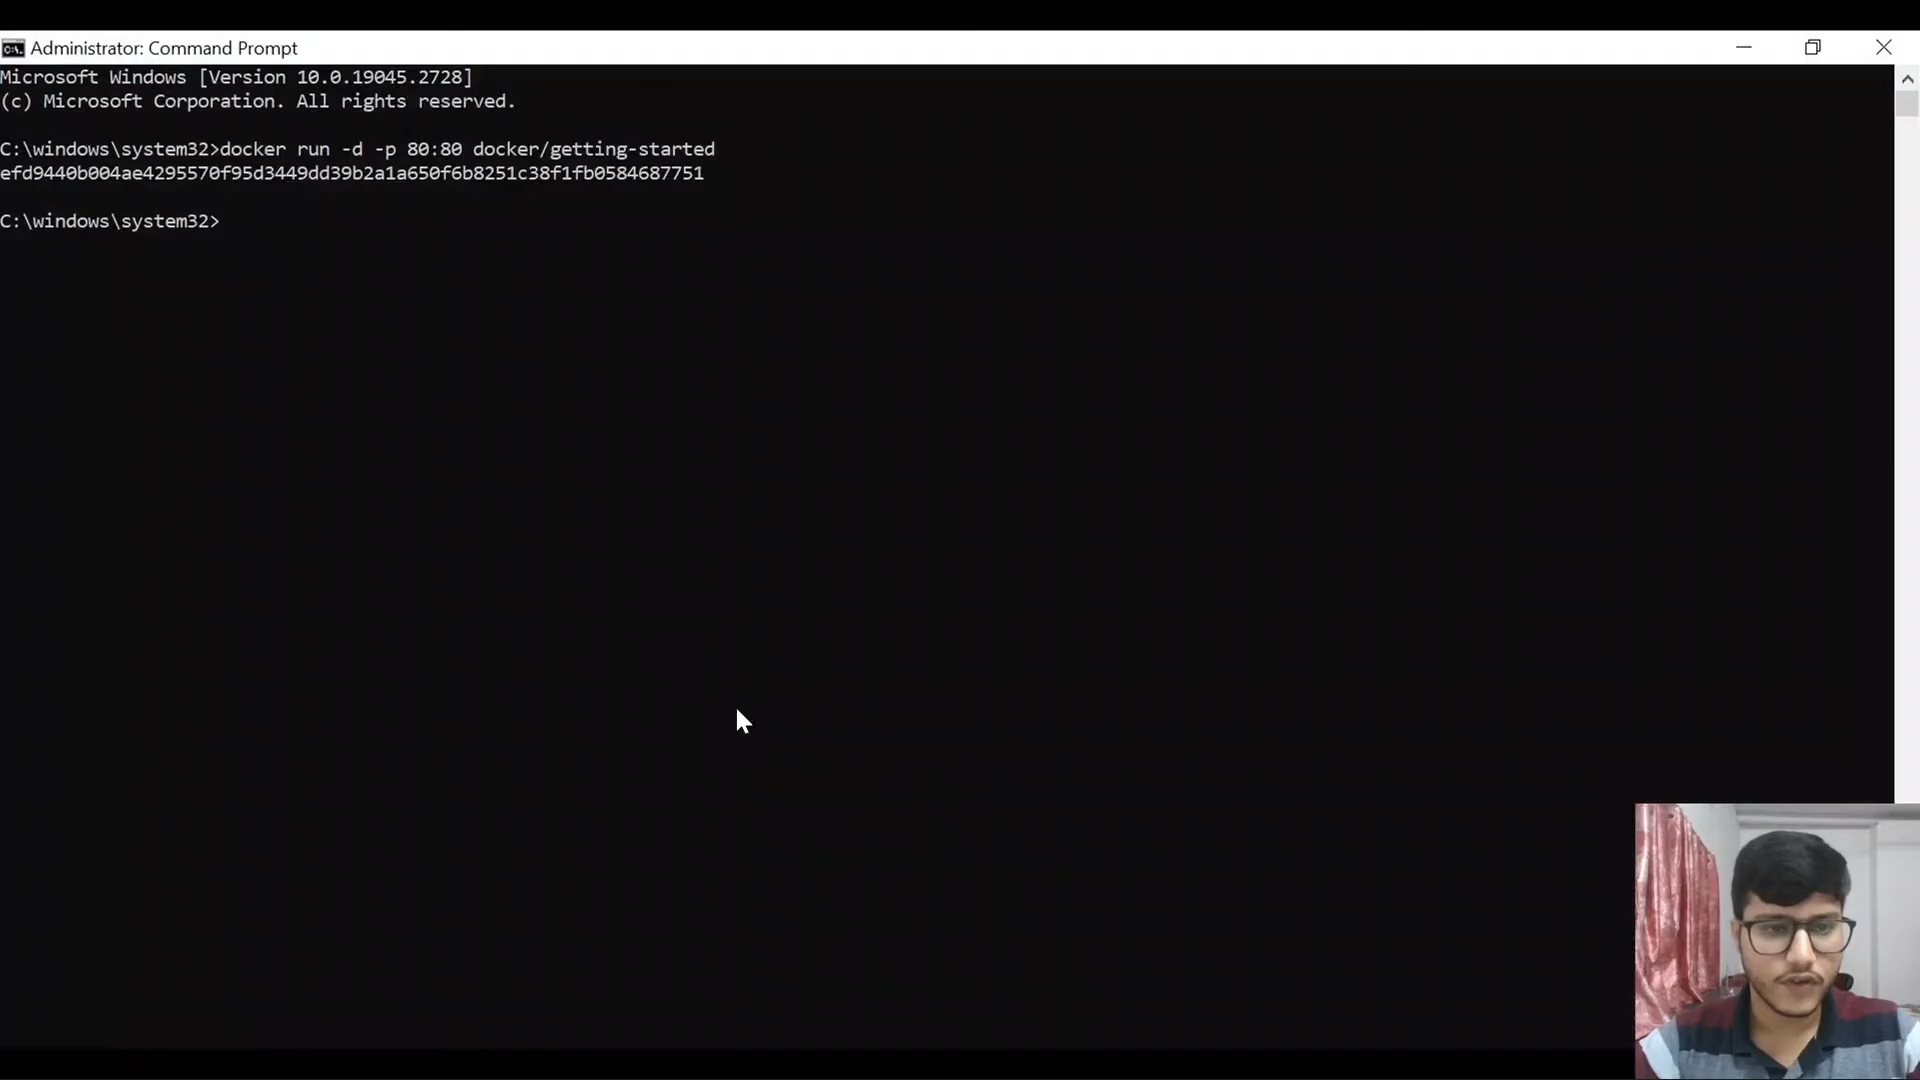 Administrator: Command Prompt
Microsoft Windows [Version 10.0.19045.2728]
(c) Microsoft Corporation. All rights reserved.
C:\windows\system32>docker run -d -p 80:80 docker/getting-started
efd9440b004ae4295570f95d3449dd39b2a1a650f6b8251c38f1fb0584687751
C:\windows\system32>